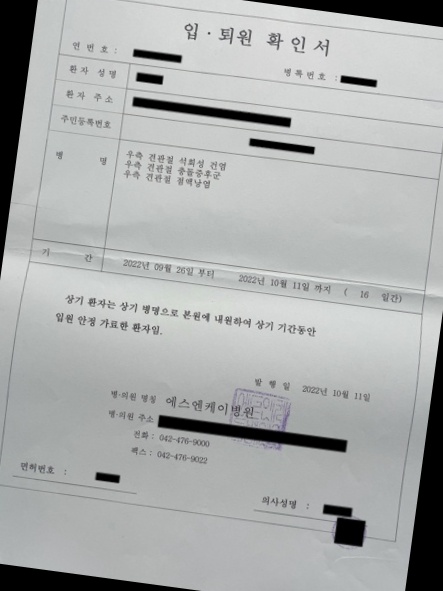 입 · 퇴원 확인서
연 번 호 :
병록번호 :
환 자 성 명
환 자 주 소
주민등록번호
병 명
우측 견관절 석회성 건염
우측 견관절 충돌증후군
우측 견관절 점액낭염
기 간 2022년 09월 26일 부터 2022년 10월 11일 까지 ( 16 일간)
상기 환자는 상기 병명으로 본원에 내원하여 상기 기간동안
입원 안정 가료한 환자임.
발 행 일 2022년 10월 11일
병·의원 명칭 에스엔케이병원
병·의원 주소
전화 : 042-476-9000
팩스 : 042-476-9022
면허번호 :
의사성명 :